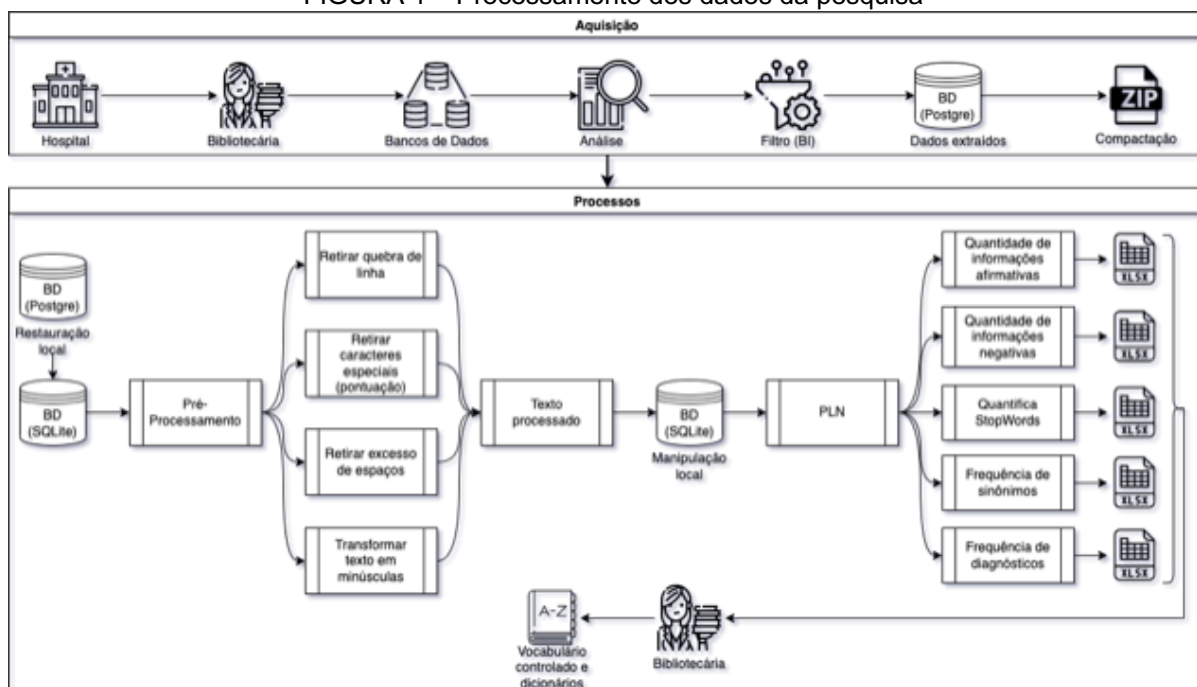 FIGURA 1 – Processamento dos dados da pesquisa
Aquisição
Hospital
Bibliotecária
Bancos de Dados
Análise
Filtro (BI)
BD
(Postgre)
Dados extraídos
ZIP
Compactação
Processos
BD
(Postgre)
Restauração
local
BD
(SQLite)
Pré-
Processamento
Retirar quebra de
linha
Retirar
caracteres
especiais
(pontuação)
Retirar excesso
de espaços
Transformar
texto em
minúsculas
Texto
processado
BD
(SQLite)
Manipulação
local
PLN
Quantidade de
informações
afirmativas
XLSX
Quantidade de
informações
negativas
XLSX
Quantifica
StopWords
XLSX
Frequência de
sinônimos
XLSX
Frequência de
diagnósticos
XLSX
A-Z
Vocabulário
controlado e
dicionários
Bibliotecária